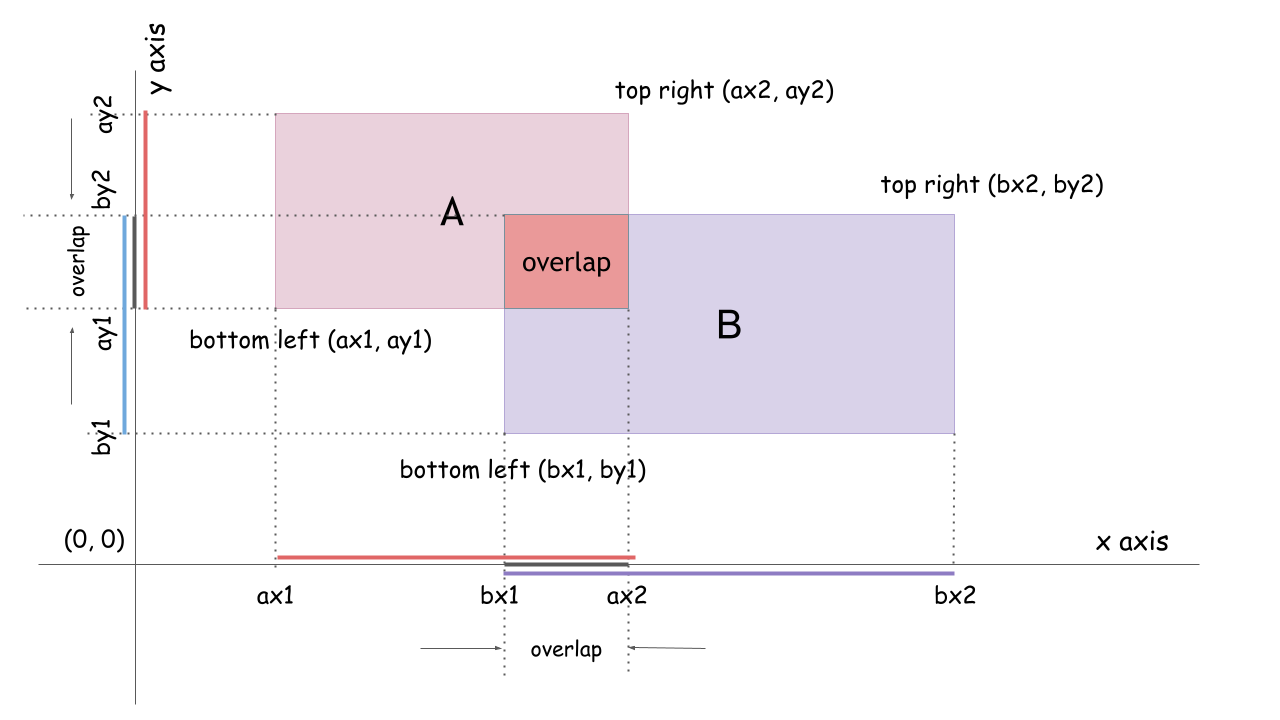 y axis
top right (ax2, ay2)
ay2
by2
top right (bx2, by2)
A
overlap
overlap
B
ay1
bottom left (ax1, ay1)
by1
bottom left (bx1, by1)
(0, 0)
x axis
ax1
bx1
ax2
bx2
overlap